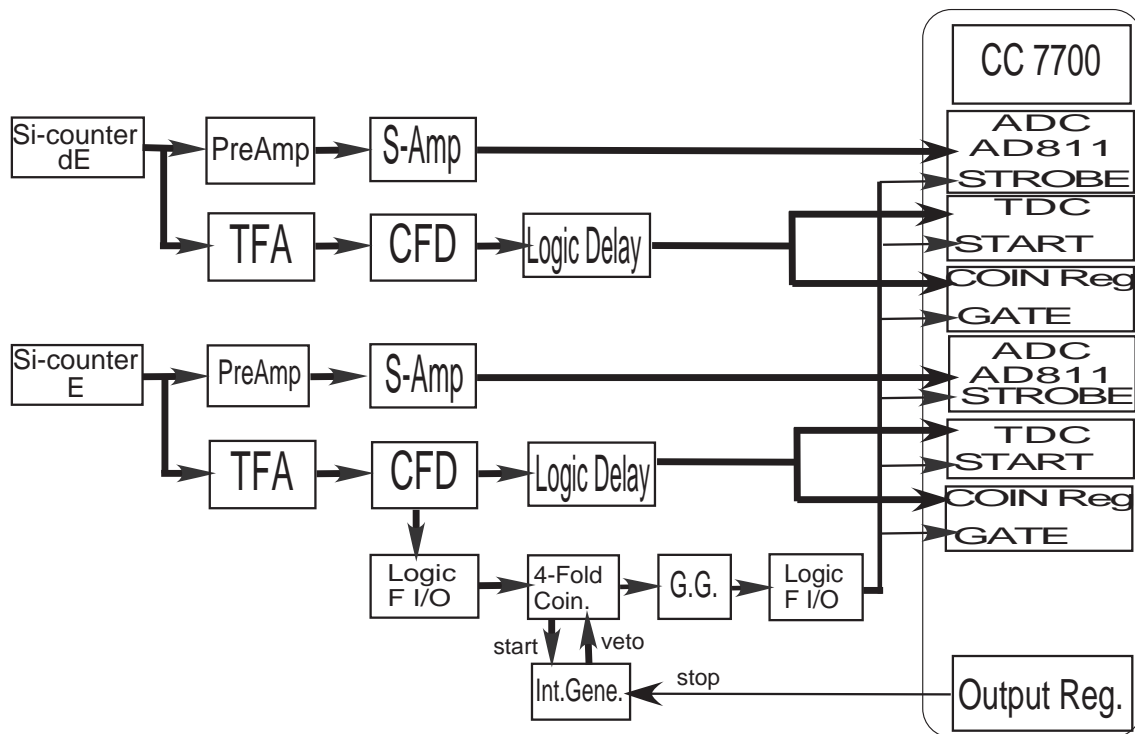 CC 7700
Si-counter
dE
PreAmp
S-Amp
ADC
AD811
STROBE
TFA
CFD
Logic Delay
TDC
START
COIN Reg
GATE
Si-counter
E
PreAmp
S-Amp
ADC
AD811
STROBE
TFA
CFD
Logic Delay
TDC
START
COIN Reg
GATE
Logic
F I/O
4-Fold
Coin.
G.G.
Logic
F I/O
start
veto
Int.Gene.
stop
Output Reg.